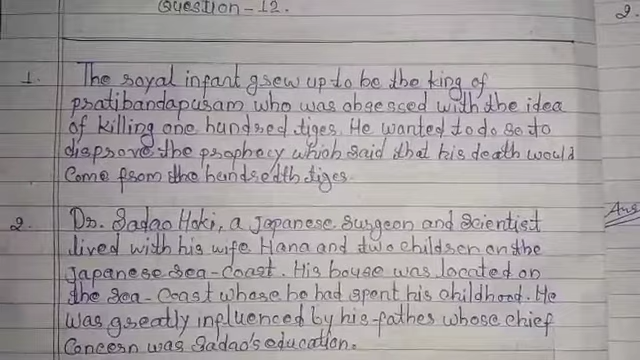 Question - 12.
2.
1. The royal infant grew up to be the king of
pratibandapuram who was obsessed with the idea
of killing one hundred tiger. He wanted to do so to
disprove the prophecy which said that his death would
Come from the hundredth tiger.
2. Dr. Sadao Hoki, a Japanese surgeon and scientist
Ans
lived with his wife Hana and two children on the
Japanese sea-coast. His house was located on
the sea-coast whose he had spent his childhood. He
was greatly influenced by his father whose chief
Concern was Sadao's education.